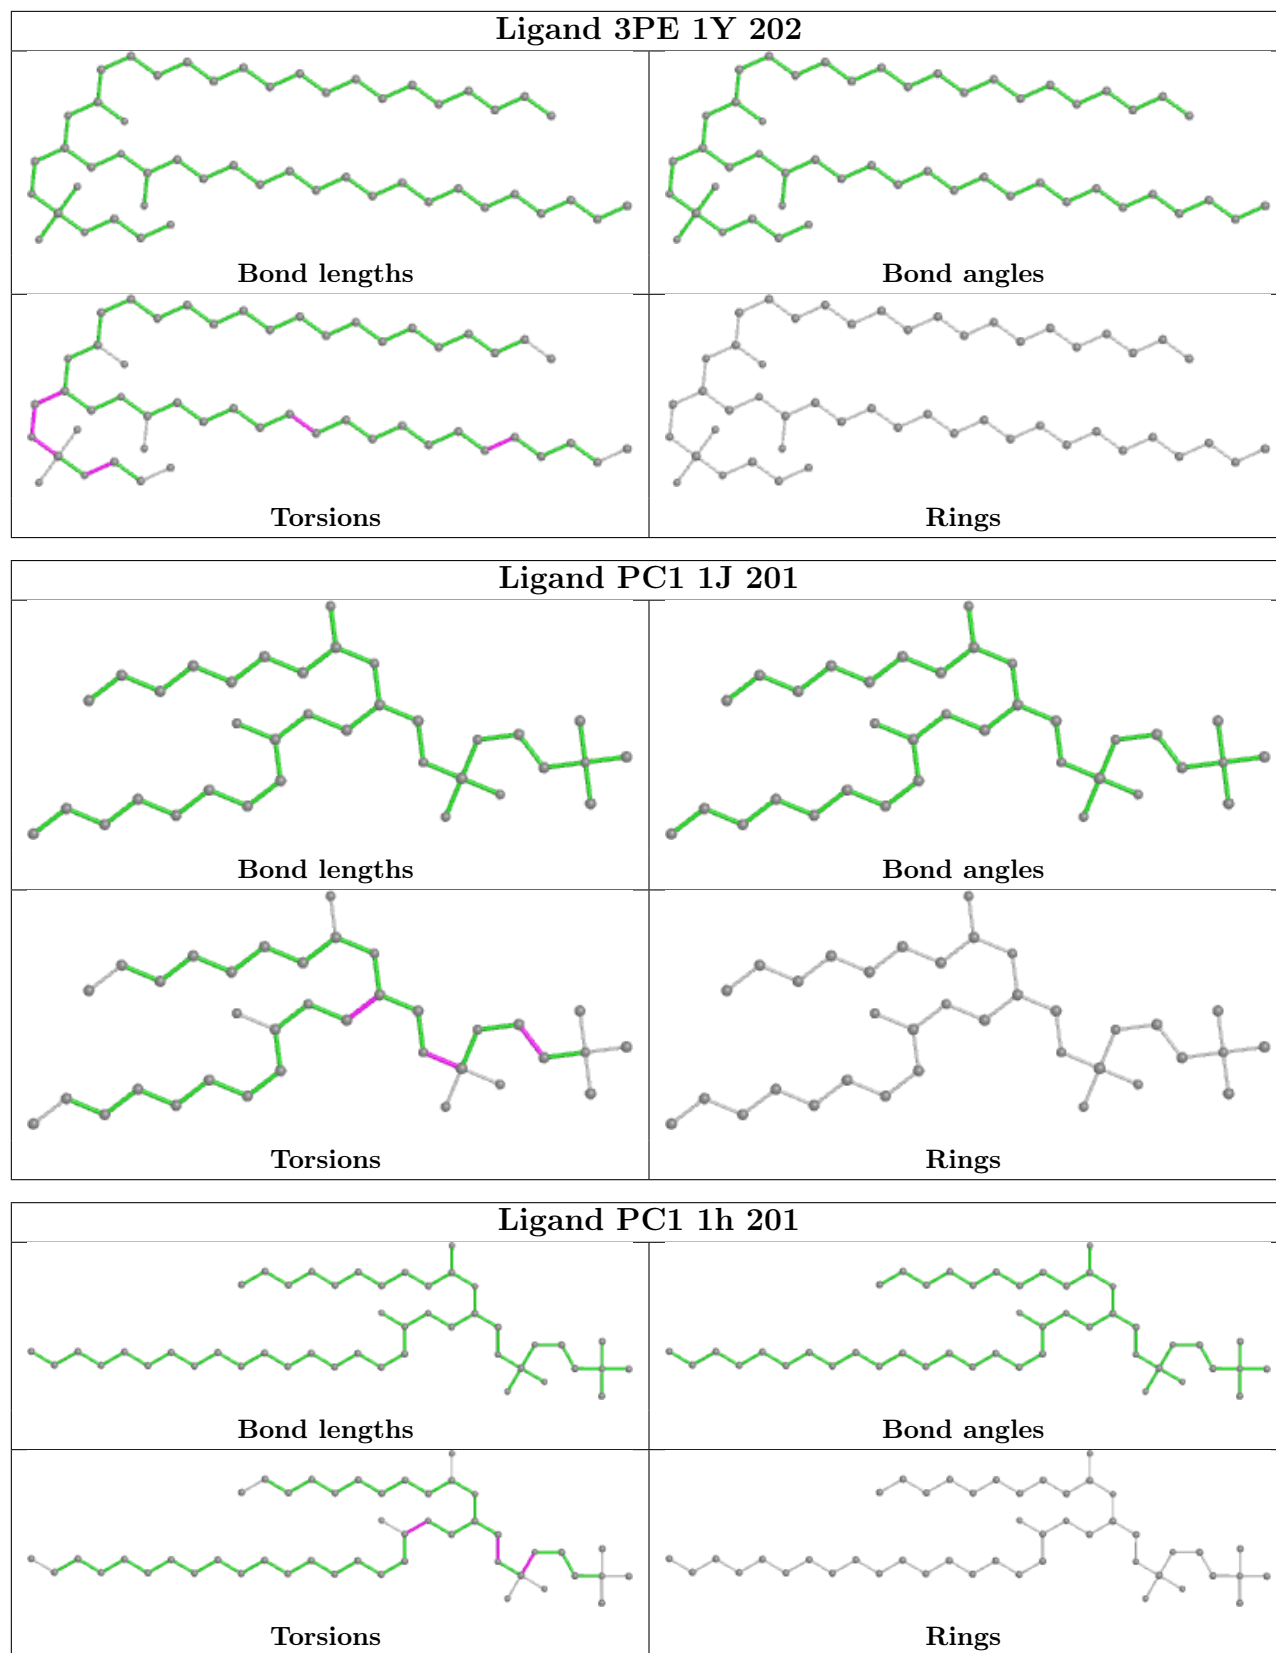 Ligand 3PE 1Y 202
Bond lengths
Bond angles
Torsions
Rings
Ligand PC1 1J 201
Bond lengths
Bond angles
Torsions
Rings
Ligand PC1 1h 201
Bond lengths
Bond angles
Torsions
Rings